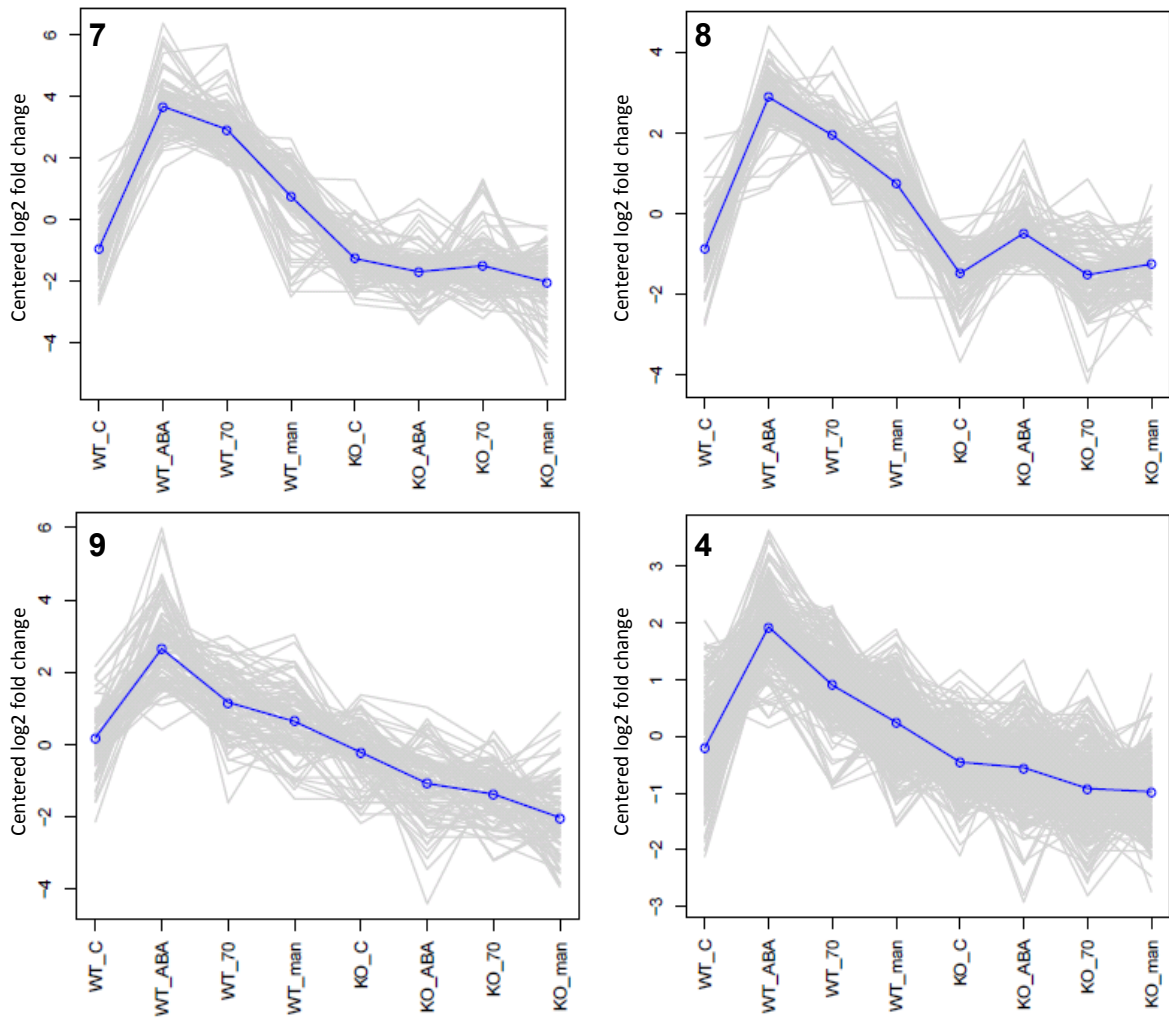 7
Centered log2 fold change
6
4
2
0
−2
−4
WT_C
WT_ABA
WT_70
WT_man
KO_C
KO_ABA
KO_70
KO_man
8
Centered log2 fold change
4
2
0
−2
−4
WT_C
WT_ABA
WT_70
WT_man
KO_C
KO_ABA
KO_70
KO_man
9
Centered log2 fold change
6
4
2
0
−2
−4
WT_C
WT_ABA
WT_70
WT_man
KO_C
KO_ABA
KO_70
KO_man
4
Centered log2 fold change
3
2
1
0
−1
−2
−3
WT_C
WT_ABA
WT_70
WT_man
KO_C
KO_ABA
KO_70
KO_man